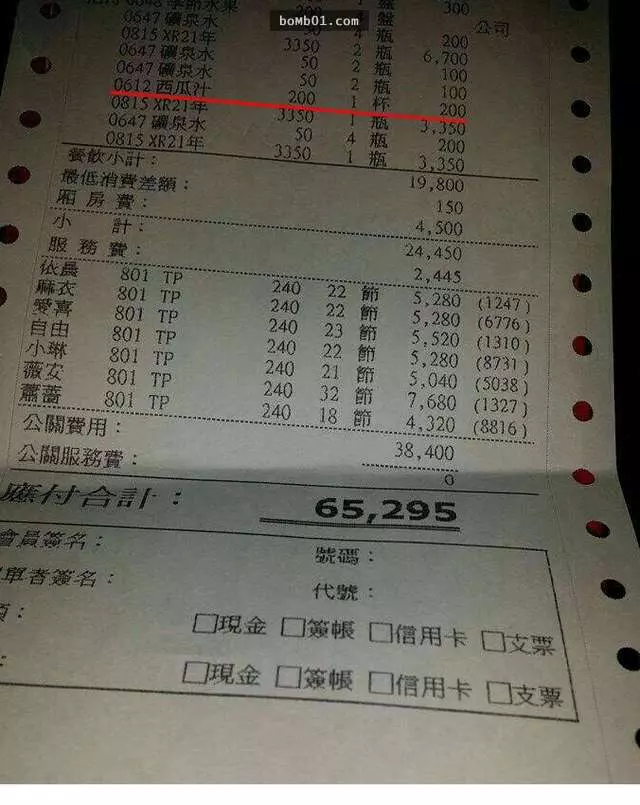 bomb01.com
0648 季節水果 盤 300
公司
0647 礦泉水 50 4 瓶 200
0815 XR21年 3350 2 瓶 6,700
0647 礦泉水 50 2 瓶 100
0647 礦泉水 50 2 瓶 100
0612 西瓜汁 200 1 杯 200
0815 XR21年 3350 1 瓶 3,350
0647 礦泉水 50 4 瓶 200
0815 XR21年 3350 1 瓶 3,350
餐飲小計: 19,800
最低消費差額: 150
廂房費: 4,500
小 計: 24,450
服務費: 2,445
依晨 801 TP 240 22 節 5,280 (1247)
麻衣 801 TP 240 22 節 5,280 (6776)
愛喜 801 TP 240 23 節 5,520 (1310)
自由 801 TP 240 22 節 5,280 (8731)
小琳 801 TP 240 21 節 5,040 (5038)
薇安 801 TP 240 32 節 7,680 (1327)
蕭薔 801 TP 240 18 節 4,320 (8816)
公關費用: 38,400
公關服務費: 0
應付合計: 65,295
會員簽名: 號碼:
單者簽名: 代號:
□現金 □簽帳 □信用卡 □支票
□現金 □簽帳 □信用卡 □支票